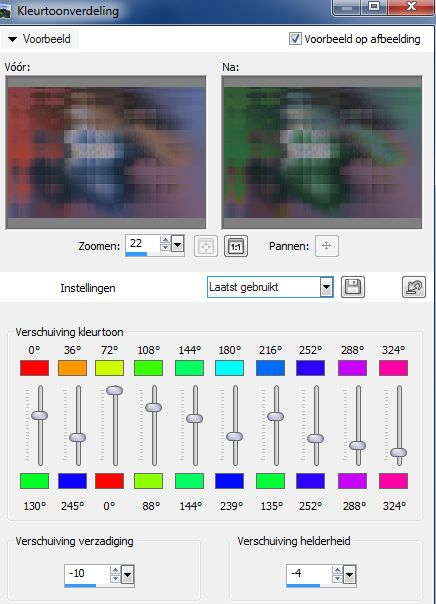 Kleurtoonverdeling
Voorbeeld
Voorbeeld op afbeelding
Vóór:
Na:
Zoomen: 22
1:1
Pannen:
Instellingen
Laatst gebruikt
Verschuiving kleurtoon
0° 36° 72° 108° 144° 180° 216° 252° 288° 324°
130° 245° 0° 88° 144° 239° 135° 252° 288° 324°
Verschuiving verzadiging
Verschuiving helderheid
-10
-4